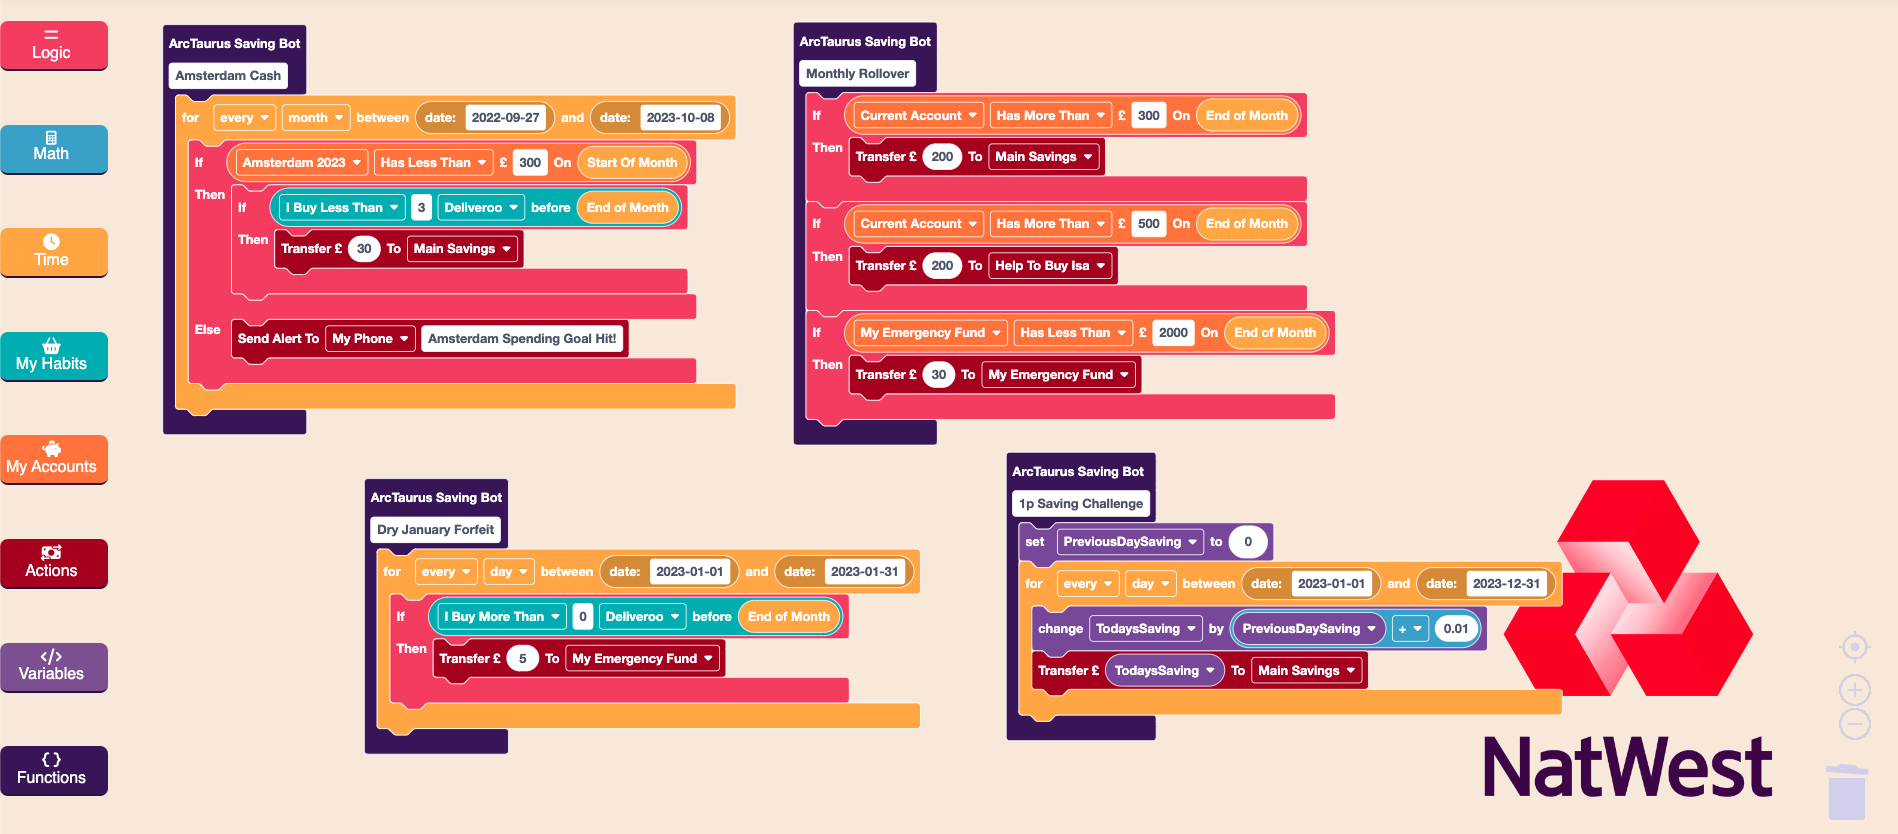 Logic
Math
Time
My Habits
My Accounts
Actions
Variables
Functions
ArcTaurus Saving Bot
Amsterdam Cash
for every month between date: 2022-09-27 and date: 2023-10-08
If Amsterdam 2023 Has Less Than £ 300 On Start Of Month
Then If I Buy Less Than 3 Deliveroo before End of Month
Then Transfer £ 30 To Main Savings
Else Send Alert To My Phone Amsterdam Spending Goal Hit!
ArcTaurus Saving Bot
Monthly Rollover
If Current Account Has More Than £ 300 On End of Month
Then Transfer £ 200 To Main Savings
If Current Account Has More Than £ 500 On End of Month
Then Transfer £ 200 To Help To Buy Isa
If My Emergency Fund Has Less Than £ 2000 On End of Month
Then Transfer £ 30 To My Emergency Fund
ArcTaurus Saving Bot
Dry January Forfeit
for every day between date: 2023-01-01 and date: 2023-01-31
If I Buy More Than 0 Deliveroo before End of Month
Then Transfer £ 5 To My Emergency Fund
ArcTaurus Saving Bot
1p Saving Challenge
set PreviousDaySaving to 0
for every day between date: 2023-01-01 and date: 2023-12-31
change TodaysSaving by PreviousDaySaving + 0.01
Transfer £ TodaysSaving To Main Savings
NatWest